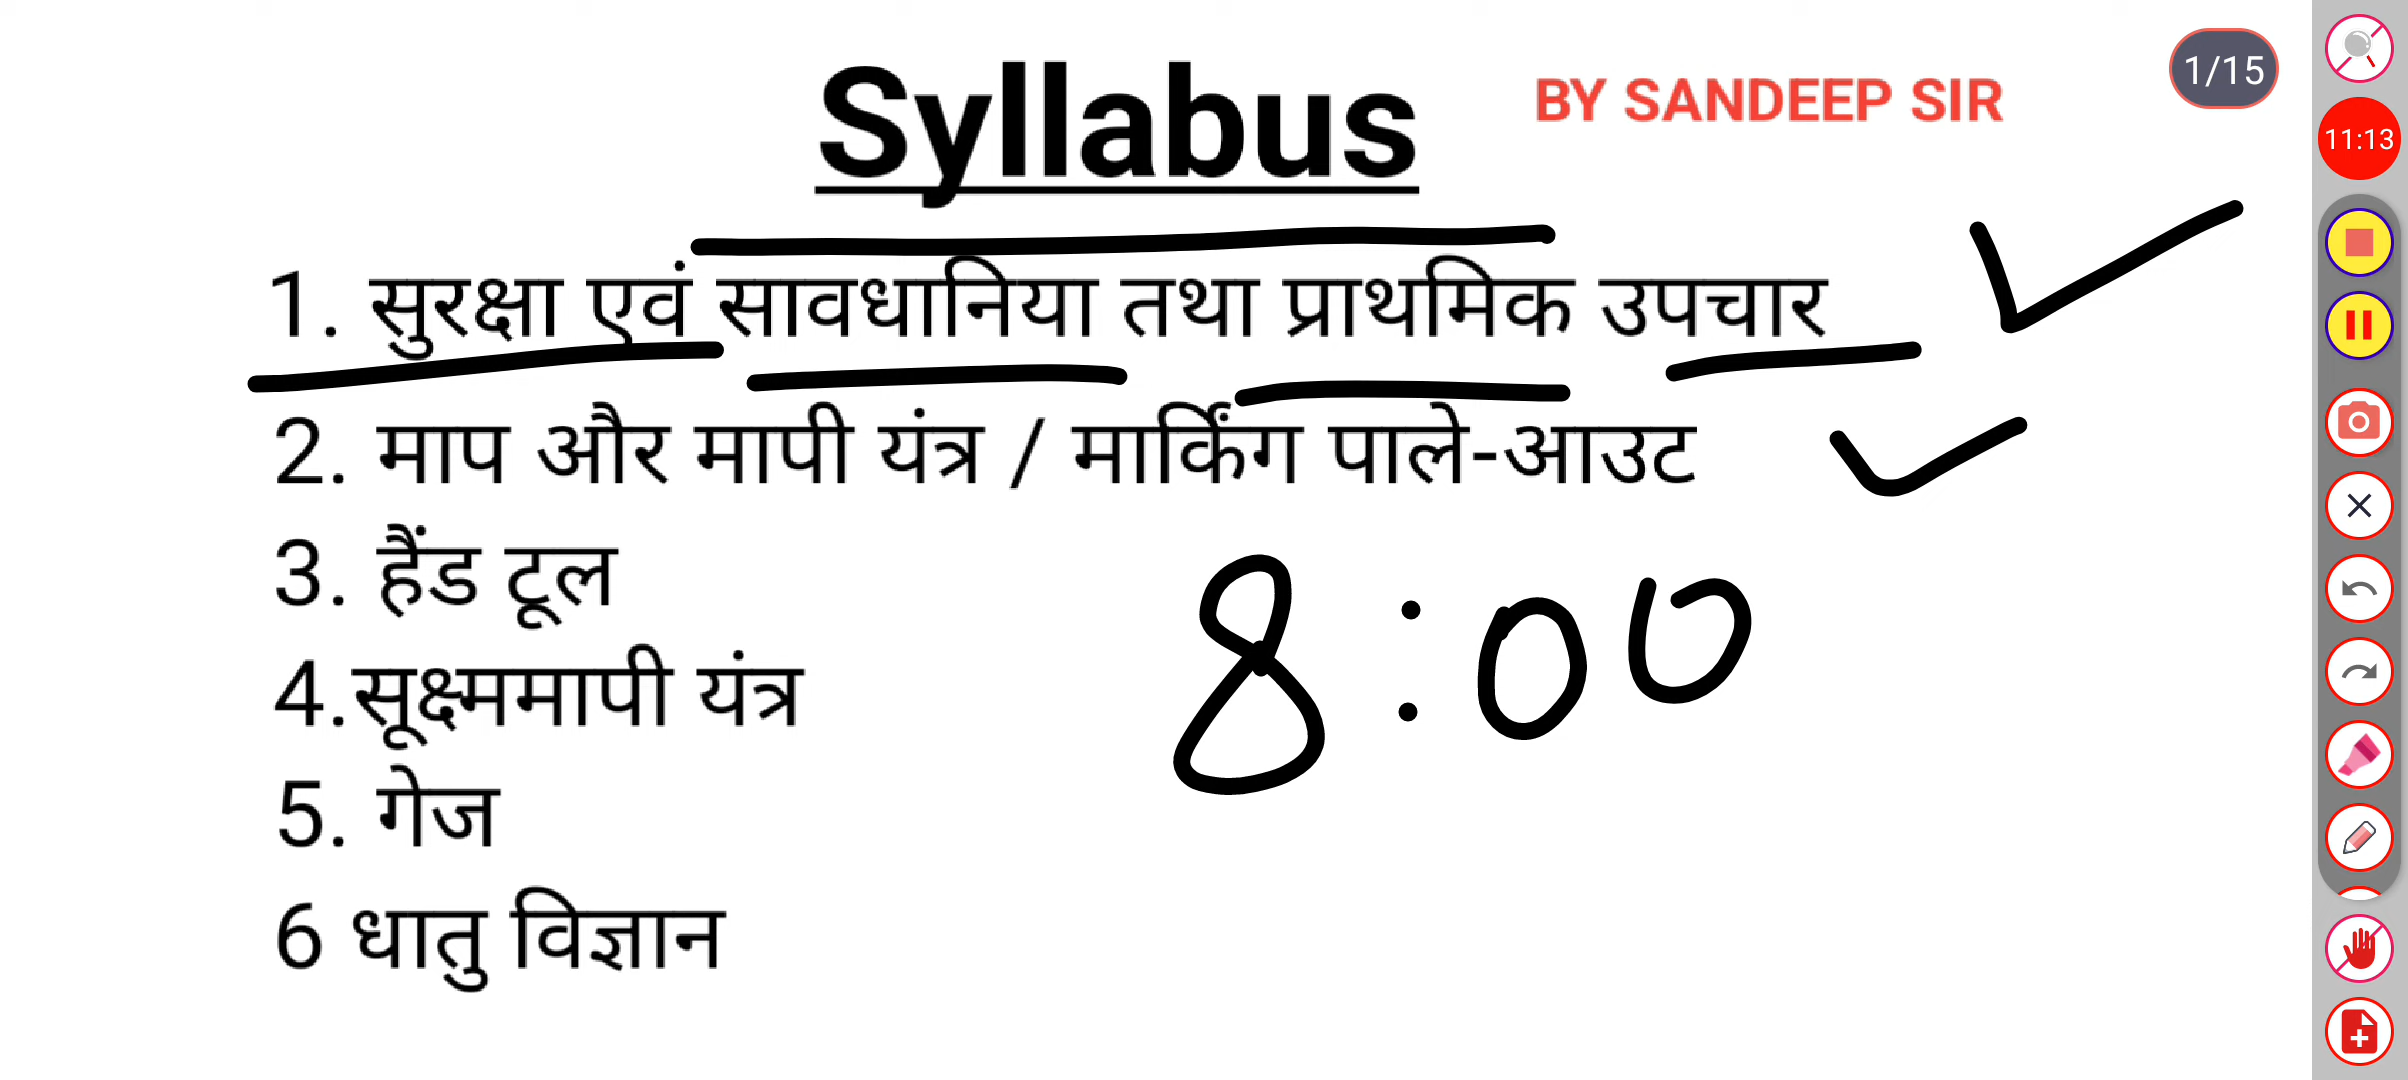 Syllabus
BY SANDEEP SIR
1/15
11:13
1. सुरक्षा एवं सावधानिया तथा प्राथमिक उपचार
2. माप और मापी यंत्र / मार्किंग पाले-आउट
3. हैंड टूल
8:00
4.सूक्ष्ममापी यंत्र
5. गेज
6 धातु विज्ञान